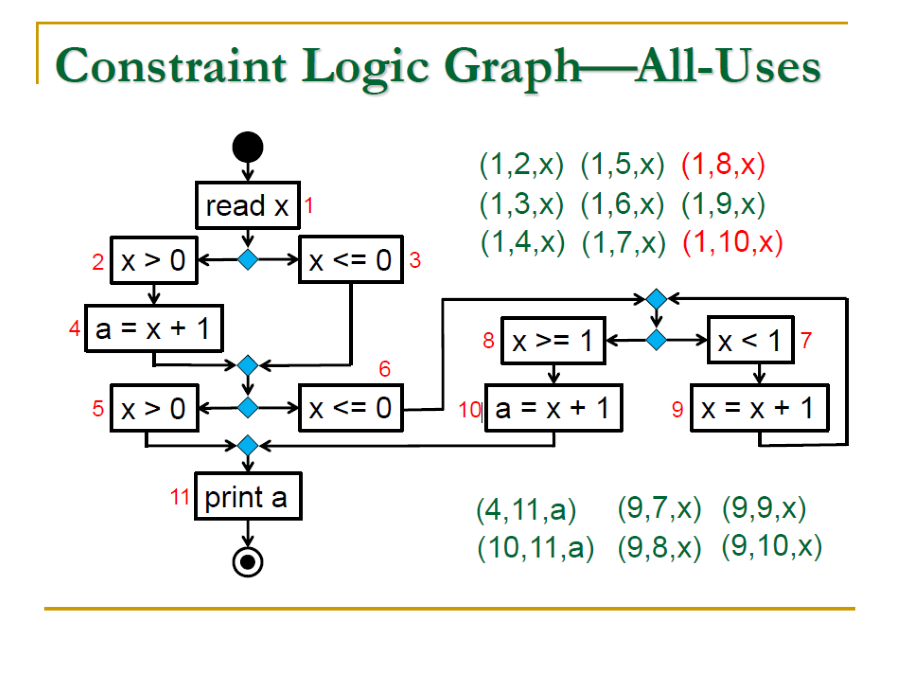 Constraint Logic Graph—All-Uses
(1,2,x) (1,5,x) (1,8,x)
read x 1
(1,3,x) (1,6,x) (1,9,x)
(1,4,x) (1,7,x) (1,10,x)
2 x > 0
x <= 0 3
4 a = x + 1
8 x >= 1
x < 1 7
6
5 x > 0
x <= 0
10 a = x + 1
9 x = x + 1
11 print a
(4,11,a) (9,7,x) (9,9,x)
(10,11,a) (9,8,x) (9,10,x)